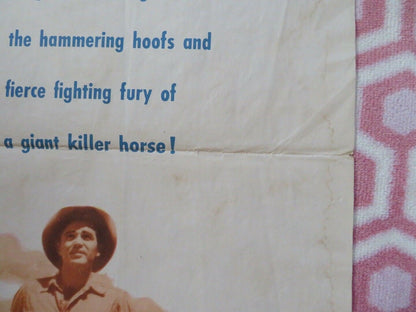 the hammering hoofs and
fierce fighting fury of
a giant killer horse!